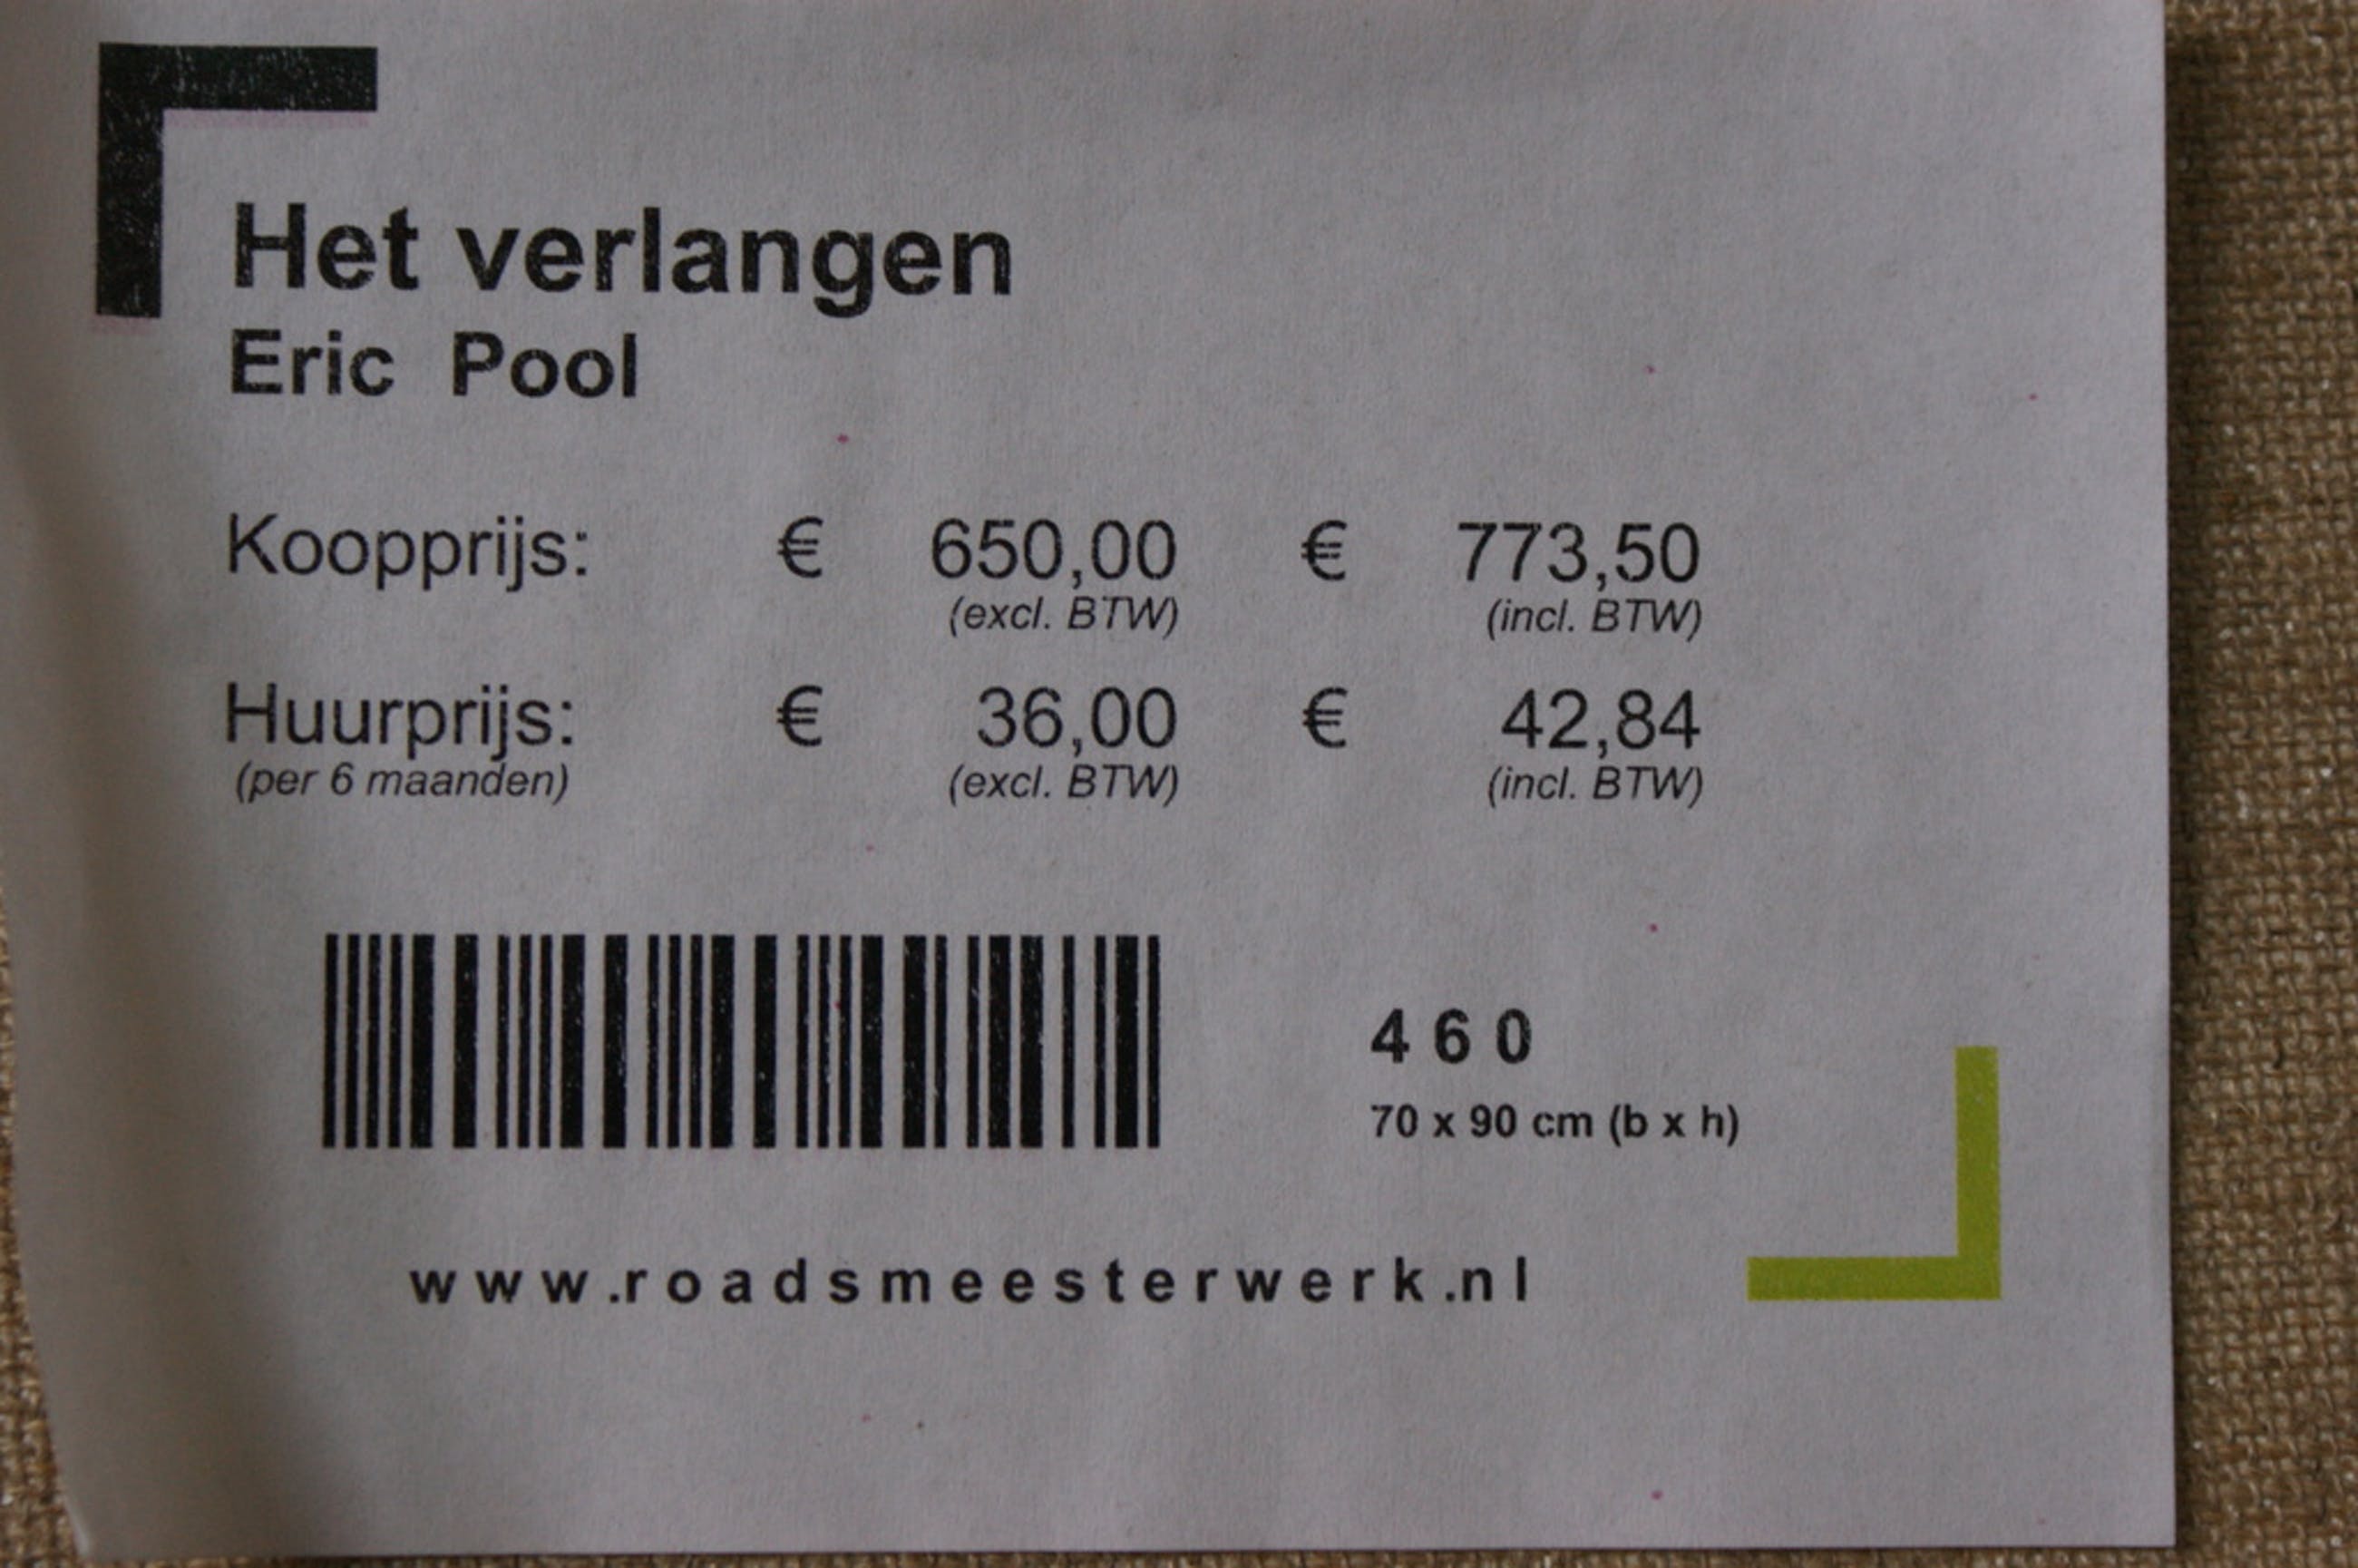 Het verlangen
Eric Pool
Koopprijs: € 650,00 € 773,50
(excl. BTW) (incl. BTW)
Huurprijs: € 36,00 € 42,84
(per 6 maanden) (excl. BTW) (incl. BTW)
460
70 x 90 cm (b x h)
www.roadsmeesterwerk.nl